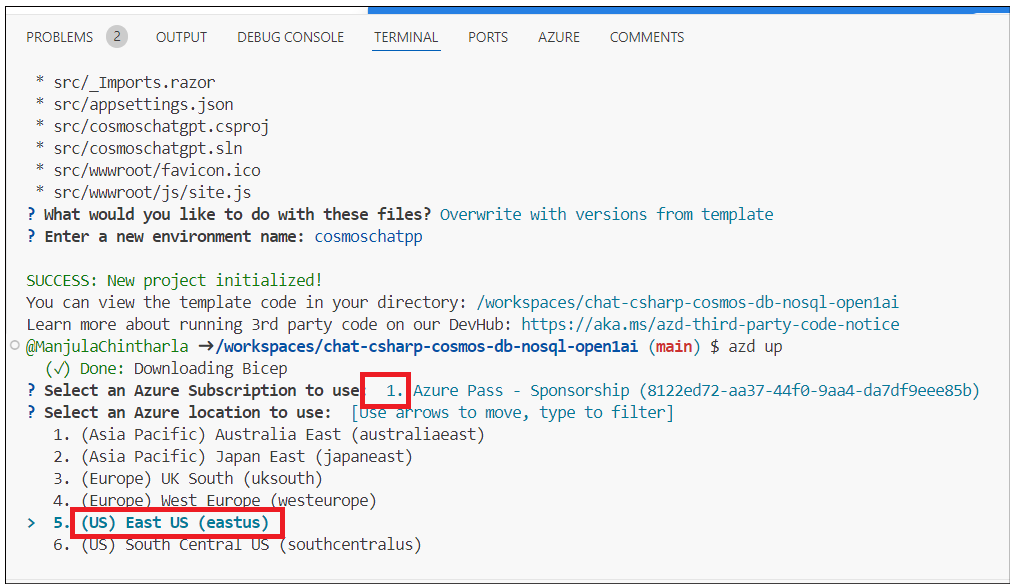 PROBLEMS 2 OUTPUT DEBUG CONSOLE TERMINAL PORTS AZURE COMMENTS
* src/_Imports.razor
* src/appsettings.json
* src/cosmoschatgpt.csproj
* src/cosmoschatgpt.sln
* src/wwwroot/favicon.ico
* src/wwwroot/js/site.js
? What would you like to do with these files? Overwrite with versions from template
? Enter a new environment name: cosmoschatpp
SUCCESS: New project initialized!
You can view the template code in your directory: /workspaces/chat-csharp-cosmos-db-nosql-open1ai
Learn more about running 3rd party code on our DevHub: https://aka.ms/azd-third-party-code-notice
@ManjulaChintharla ➜/workspaces/chat-csharp-cosmos-db-nosql-open1ai (main) $ azd up
(✓) Done: Downloading Bicep
? Select an Azure Subscription to use: 1. Azure Pass - Sponsorship (8122ed72-aa37-44f0-9aa4-da7df9eee85b)
? Select an Azure location to use: [Use arrows to move, type to filter]
1. (Asia Pacific) Australia East (australiaeast)
2. (Asia Pacific) Japan East (japaneast)
3. (Europe) UK South (uksouth)
4. (Europe) West Europe (westeurope)
> 5. (US) East US (eastus)
6. (US) South Central US (southcentralus)